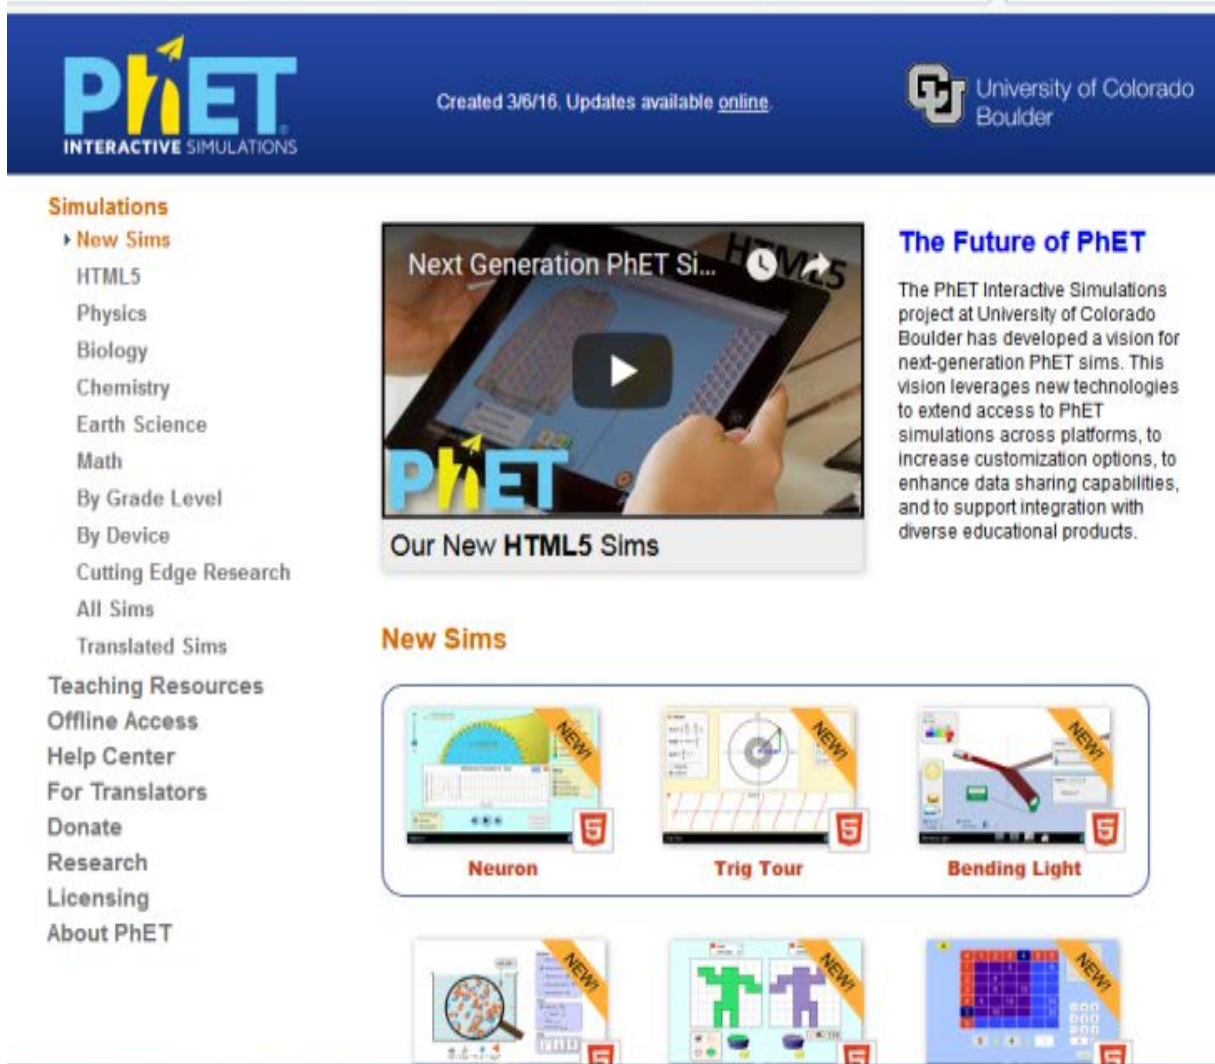 PhET
INTERACTIVE SIMULATIONS
Created 3/6/16. Updates available online.
University of Colorado
Boulder
Simulations
New Sims
HTML5
Physics
Biology
Chemistry
Earth Science
Math
By Grade Level
By Device
Cutting Edge Research
All Sims
Translated Sims
Teaching Resources
Offline Access
Help Center
For Translators
Donate
Research
Licensing
About PhET
Next Generation PhET Si...
HTML5
PhET
Our New HTML5 Sims
The Future of PhET
The PhET Interactive Simulations
project at University of Colorado
Boulder has developed a vision for
next-generation PhET sims. This
vision leverages new technologies
to extend access to PhET
simulations across platforms, to
increase customization options, to
enhance data sharing capabilities,
and to support integration with
diverse educational products.
New Sims
NEW!
NEW!
NEW!
5
5
5
Neuron
Trig Tour
Bending Light
NEW!
NEW!
NEW!